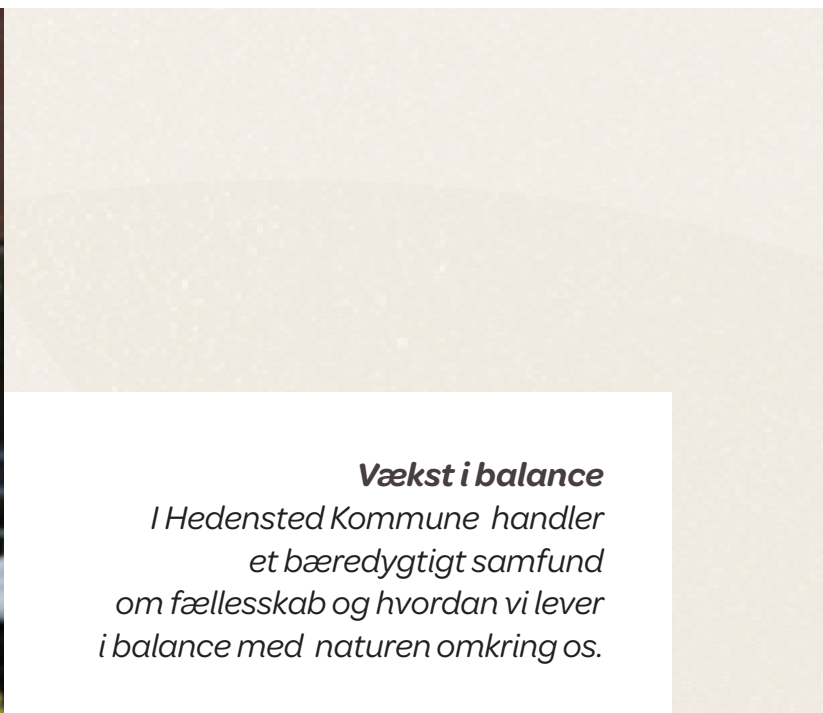 Vækst i balance
I Hedensted Kommune handler
et bæredygtigt samfund
om fællesskab og hvordan vi lever
i balance med naturen omkring os.